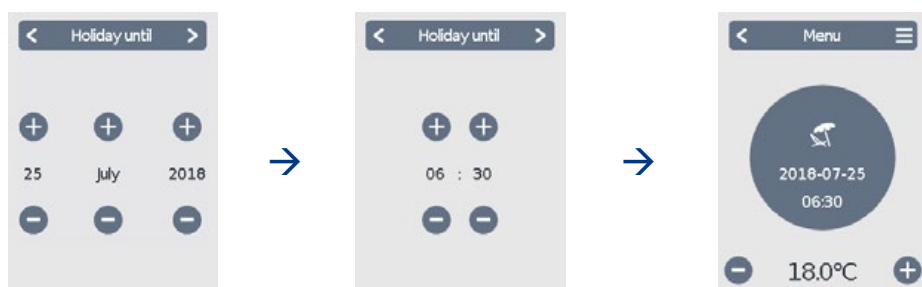 Holiday until
25 July 2018
Holiday until
06 : 30
Menu
2018-07-25
06:30
18.0°C